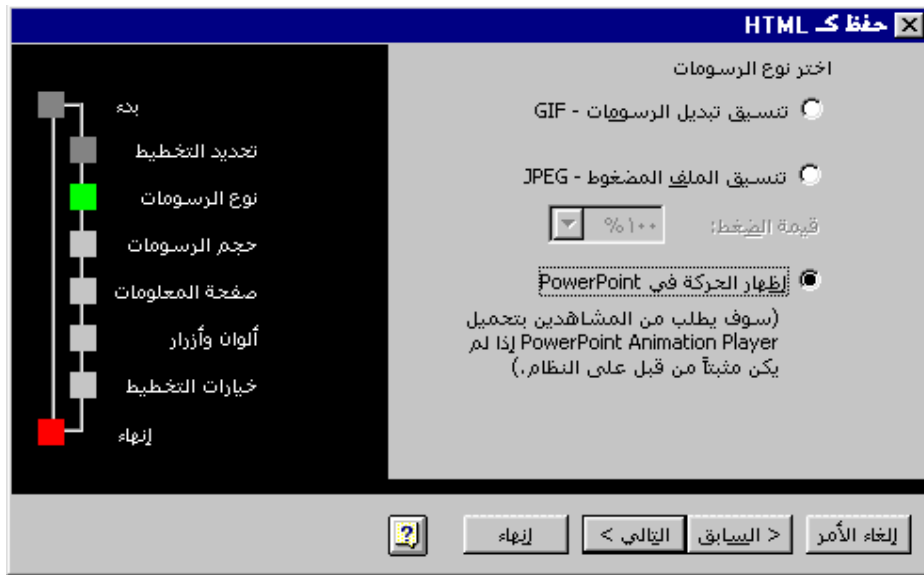 حفظ كـ HTML
اختر نوع الرسومات
تنسيق تبديل الرسومات - GIF
تنسيق الملف المضغوط - JPEG
قيمة الضغط: ١٠٠%
إظهار الحركة في PowerPoint
(سوف يطلب من المشاهدين بتحميل
PowerPoint Animation Player إذا لم
يكن مثبتاً من قبل على النظام.)
بدء
تحديد التخطيط
نوع الرسومات
حجم الرسومات
صفحة المعلومات
ألوان وأزرار
خيارات التخطيط
إنهاء
إلغاء الأمر < السابق التالي > إنهاء